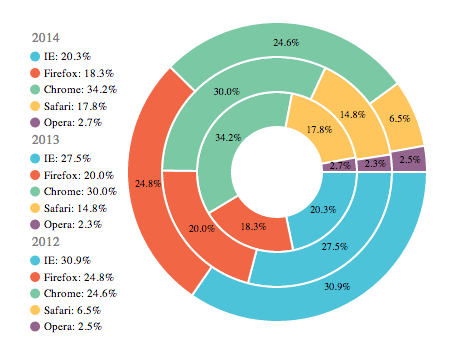 2014
IE: 20.3%
Firefox: 18.3%
Chrome: 34.2%
Safari: 17.8%
Opera: 2.7%
2013
IE: 27.5%
Firefox: 20.0%
Chrome: 30.0%
Safari: 14.8%
Opera: 2.3%
2012
IE: 30.9%
Firefox: 24.8%
Chrome: 24.6%
Safari: 6.5%
Opera: 2.5%
24.6%
30.0%
14.8%
6.5%
34.2%
17.8%
2.7%
2.3%
2.5%
24.8%
20.0%
18.3%
20.3%
27.5%
30.9%